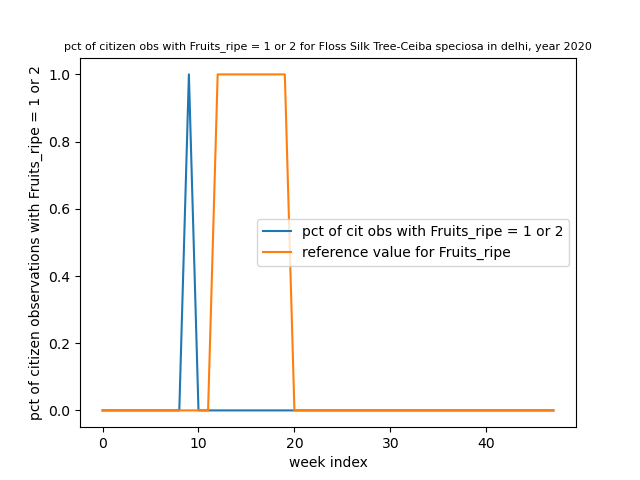 pct of citizen obs with Fruits_ripe = 1 or 2 for Floss Silk Tree-Ceiba speciosa in delhi, year 2020
pct of citizen observations with Fruits_ripe = 1 or 2
1.0
0.8
0.6
0.4
0.2
0.0
pct of cit obs with Fruits_ripe = 1 or 2
reference value for Fruits_ripe
0
10
20
30
40
week index